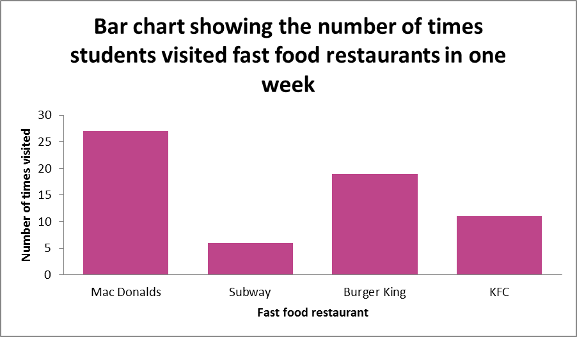 Bar chart showing the number of times
students visited fast food restaurants in one
week
Number of times visited
30
25
20
15
10
5
0
Mac Donalds Subway Burger King KFC
Fast food restaurant